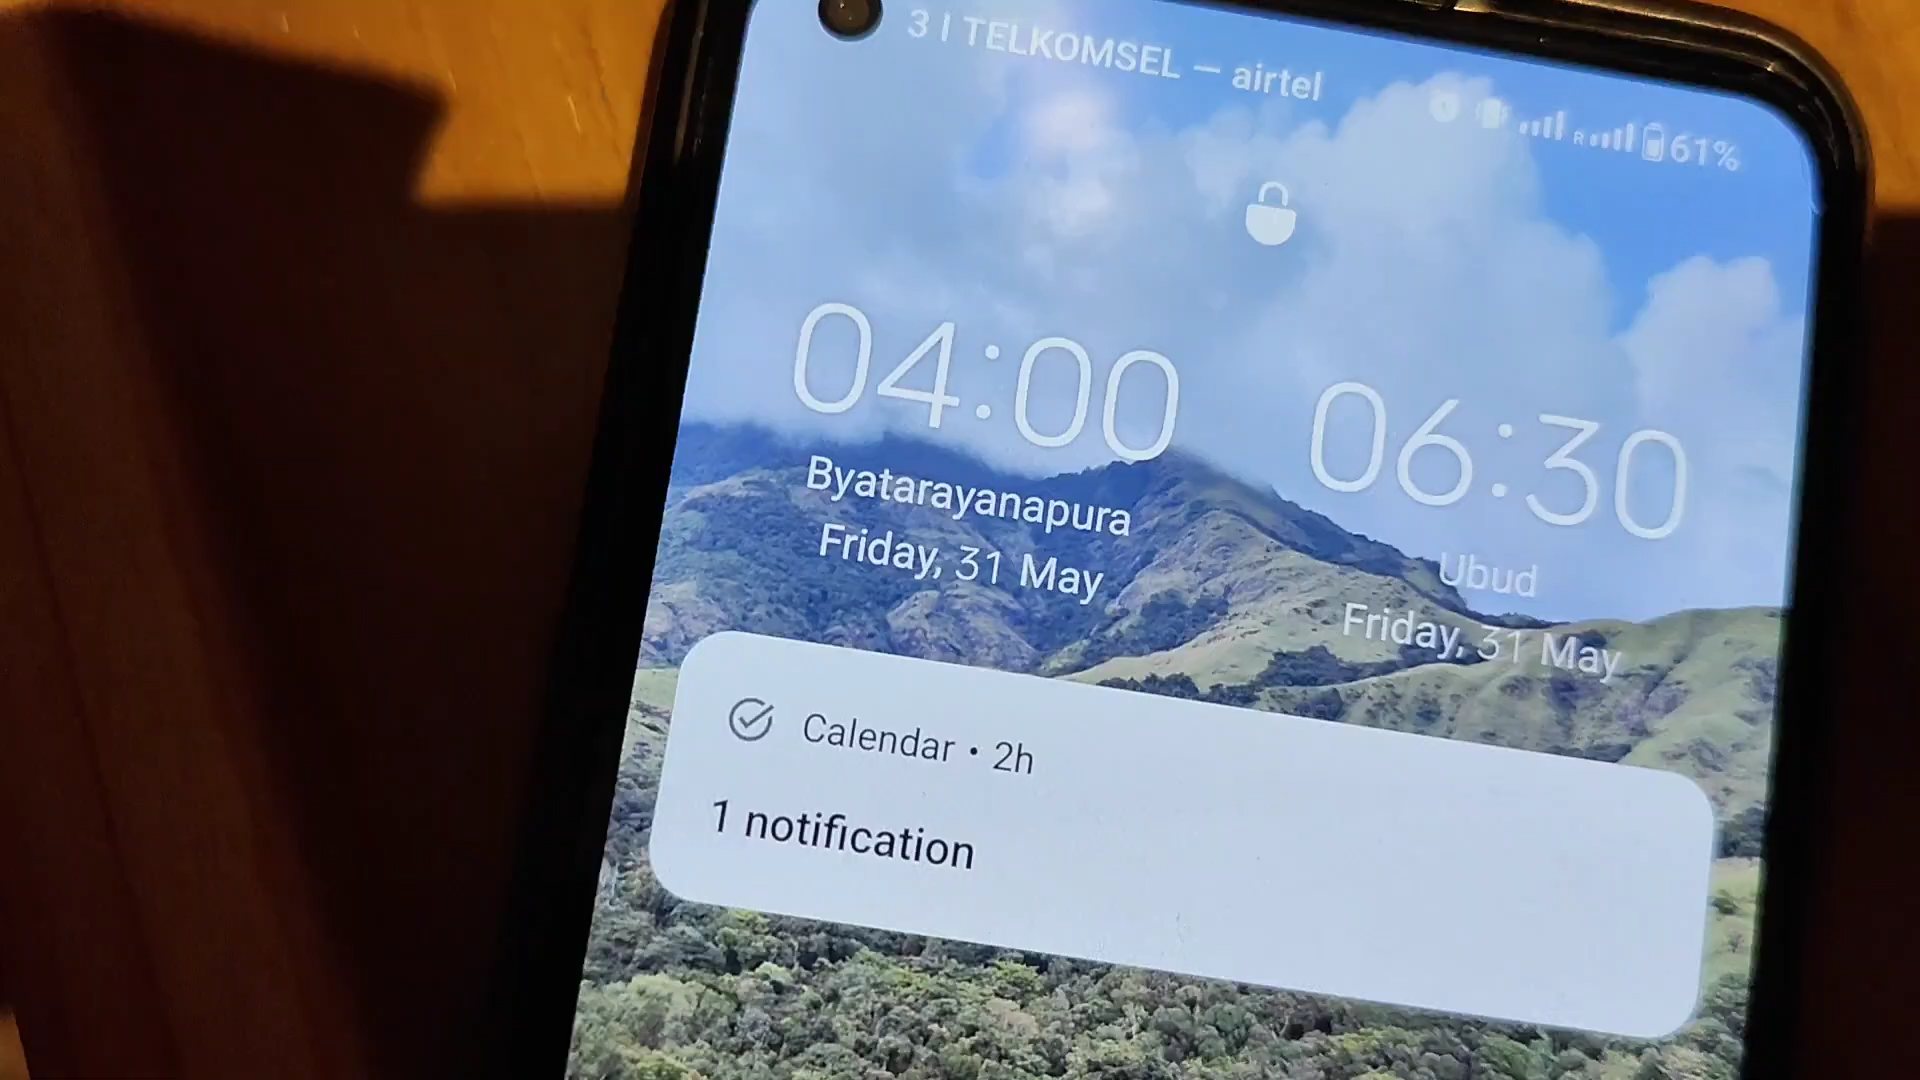 3 | TELKOMSEL — airtel
R 61%
04:00
Byatarayanapura
Friday, 31 May
06:30
Ubud
Friday, 31 May
Calendar • 2h
1 notification